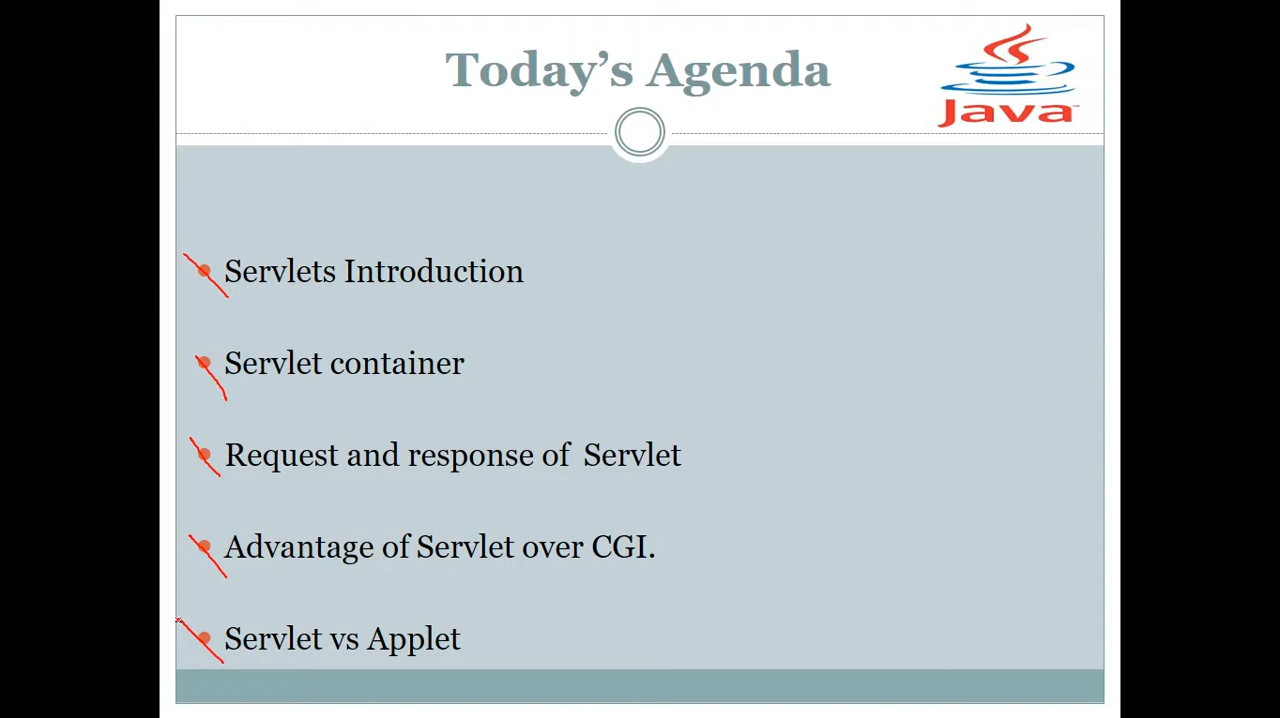 Today's Agenda
Java™
Servlets Introduction
Servlet container
Request and response of Servlet
Advantage of Servlet over CGI.
Servlet vs Applet